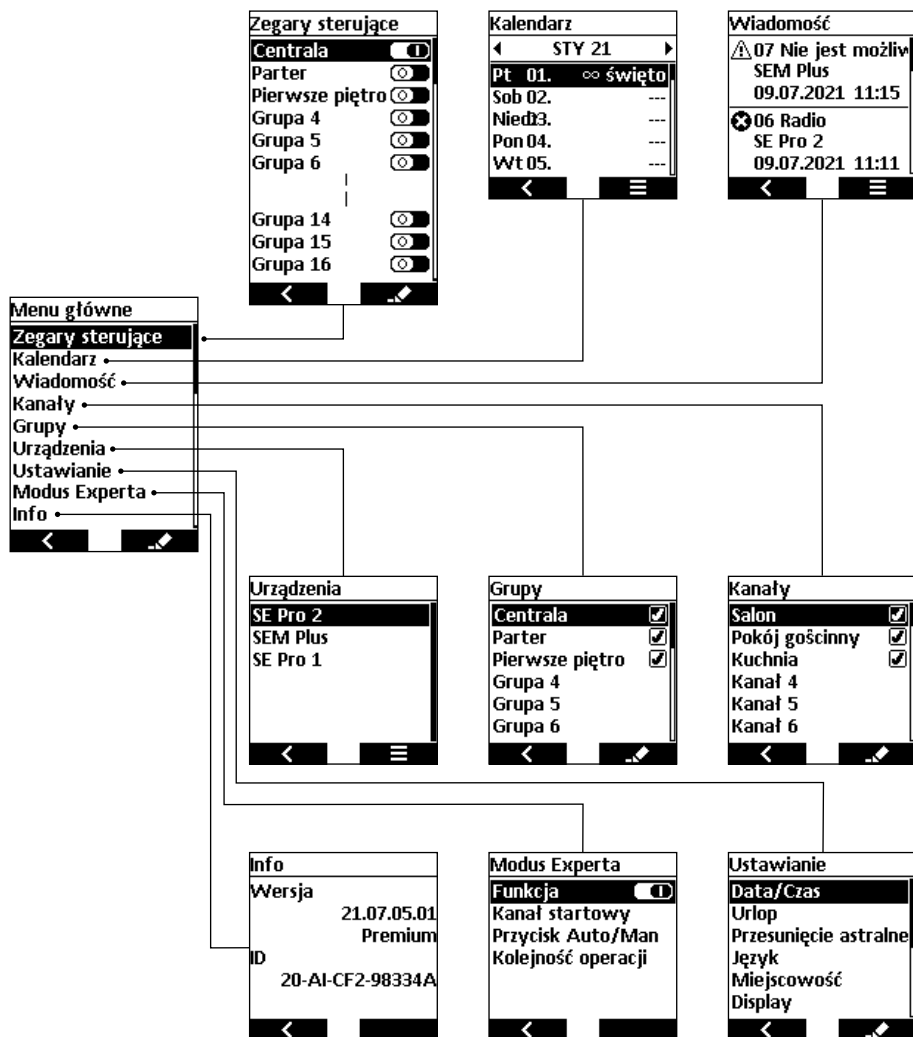 Zegary sterujące
Centrala
Parter
Pierwsze piętro
Grupa 4
Grupa 5
Grupa 6
Grupa 14
Grupa 15
Grupa 16
Kalendarz
STY 21
Pt 01. ∞ święto
Sob 02. ---
Niedz03. ---
Pon 04. ---
Wt 05. ---
Wiadomość
07 Nie jest możliw
SEM Plus
09.07.2021 11:15
06 Radio
SE Pro 2
09.07.2021 11:11
Menu główne
Zegary sterujące
Kalendarz
Wiadomość
Kanały
Grupy
Urządzenia
Ustawianie
Modus Experta
Info
Urządzenia
SE Pro 2
SEM Plus
SE Pro 1
Grupy
Centrala
Parter
Pierwsze piętro
Grupa 4
Grupa 5
Grupa 6
Kanały
Salon
Pokój gościnny
Kuchnia
Kanał 4
Kanał 5
Kanał 6
Info
Wersja
21.07.05.01
Premium
ID
20-AI-CF2-98334A
Modus Experta
Funkcja
Kanał startowy
Przycisk Auto/Man
Kolejność operacji
Ustawianie
Data/Czas
Urlop
Przesunięcie astralne
Język
Miejscowość
Display